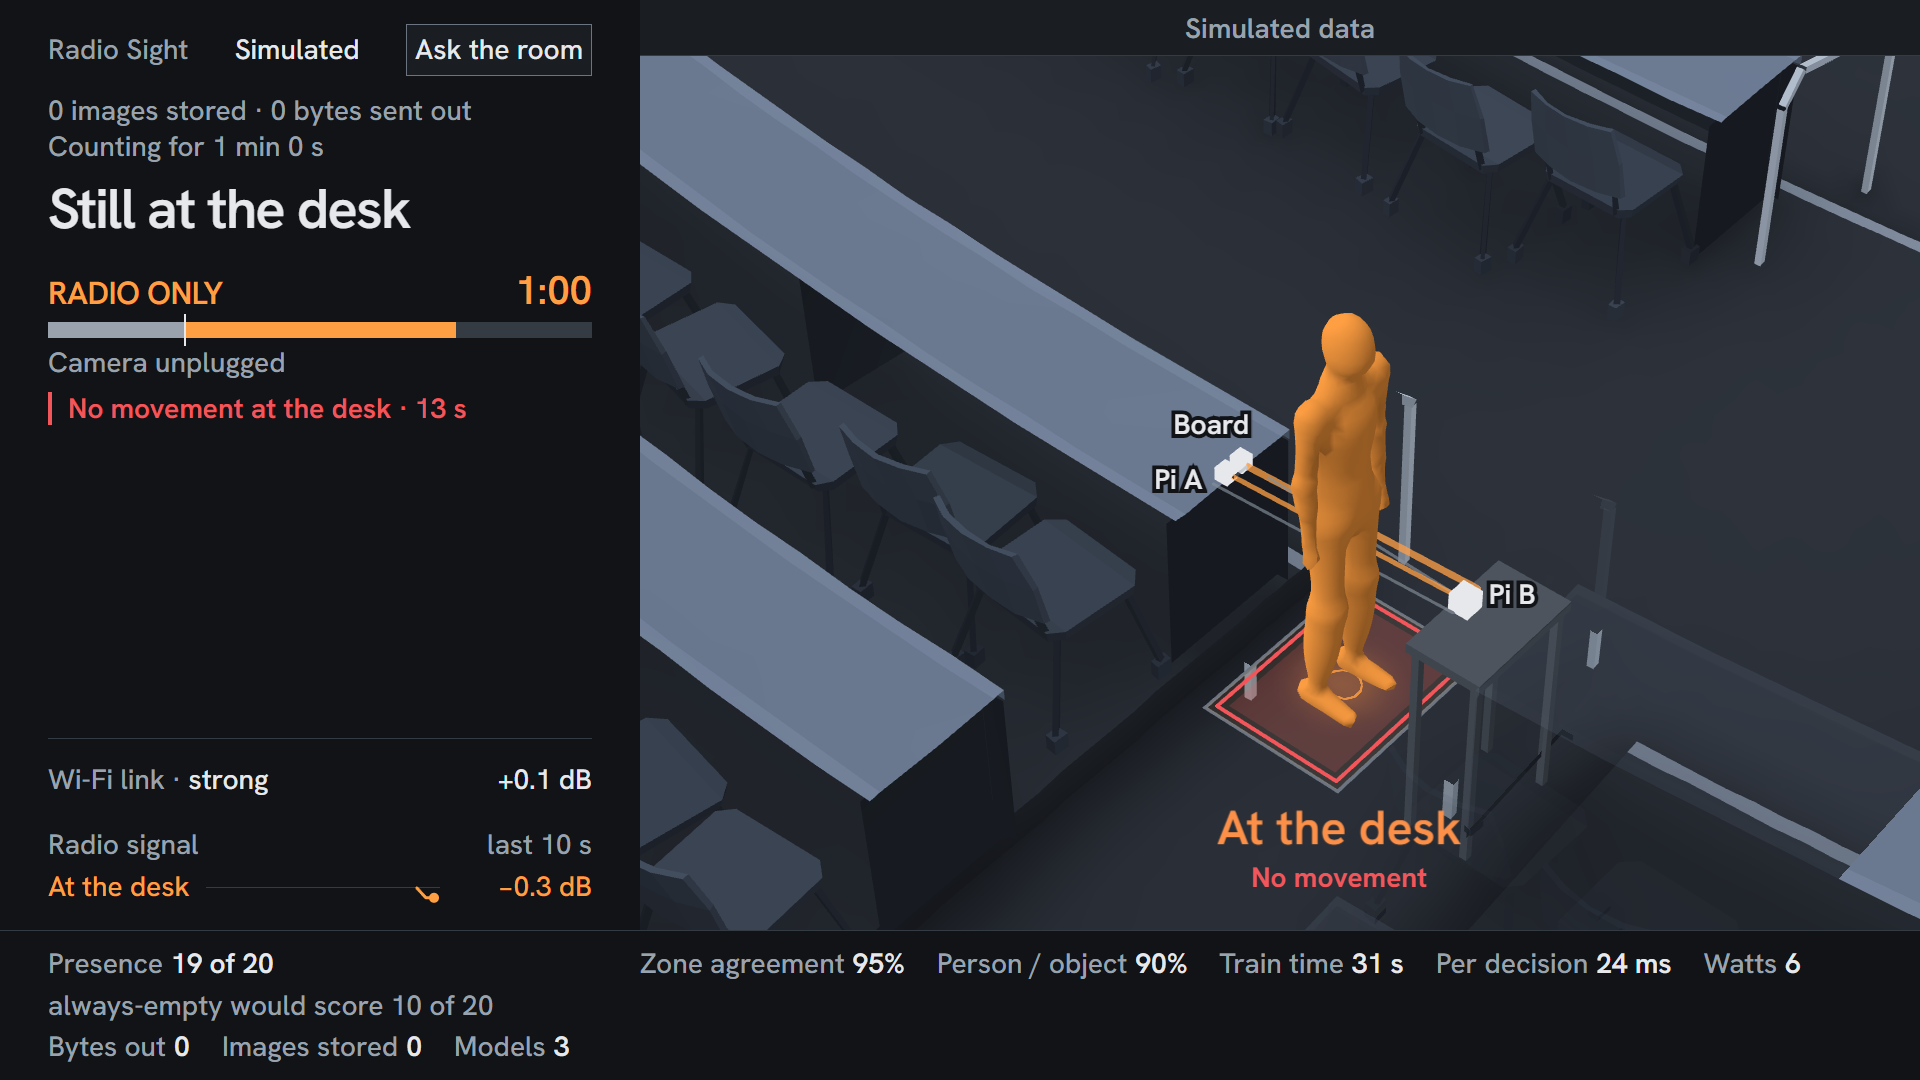 Radio Sight Simulated Ask the room
0 images stored · 0 bytes sent out
Counting for 1 min 0 s
Still at the desk
RADIO ONLY 1:00
Camera unplugged
No movement at the desk · 13 s
Wi-Fi link · strong +0.1 dB
Radio signal last 10 s
At the desk −0.3 dB
Simulated data
Board
Pi A
Pi B
At the desk
No movement
Presence 19 of 20
always-empty would score 10 of 20
Bytes out 0 Images stored 0 Models 3
Zone agreement 95% Person / object 90% Train time 31 s Per decision 24 ms Watts 6